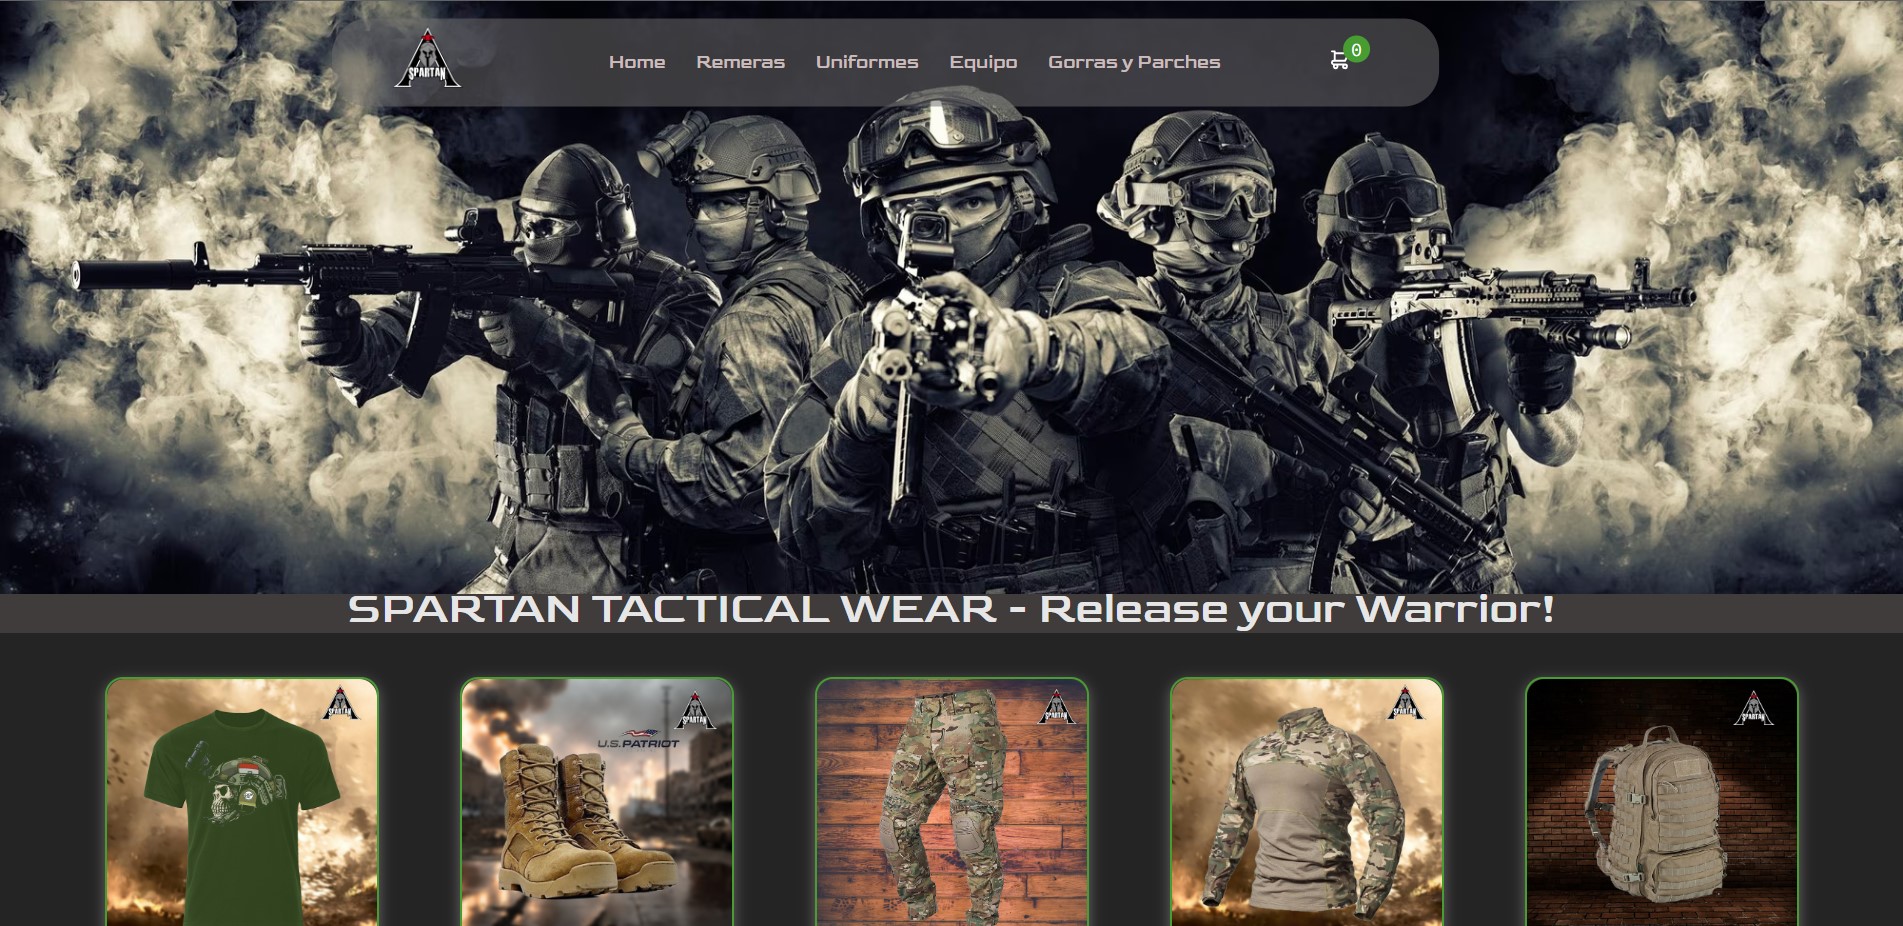 SPARTAN
Home
Remeras
Uniformes
Equipo
Gorras y Parches
0
SPARTAN TACTICAL WEAR - Release your Warrior!
SPARTAN
SPARTAN
U.S.PATRIOT
SPARTAN
SPARTAN
SPARTAN